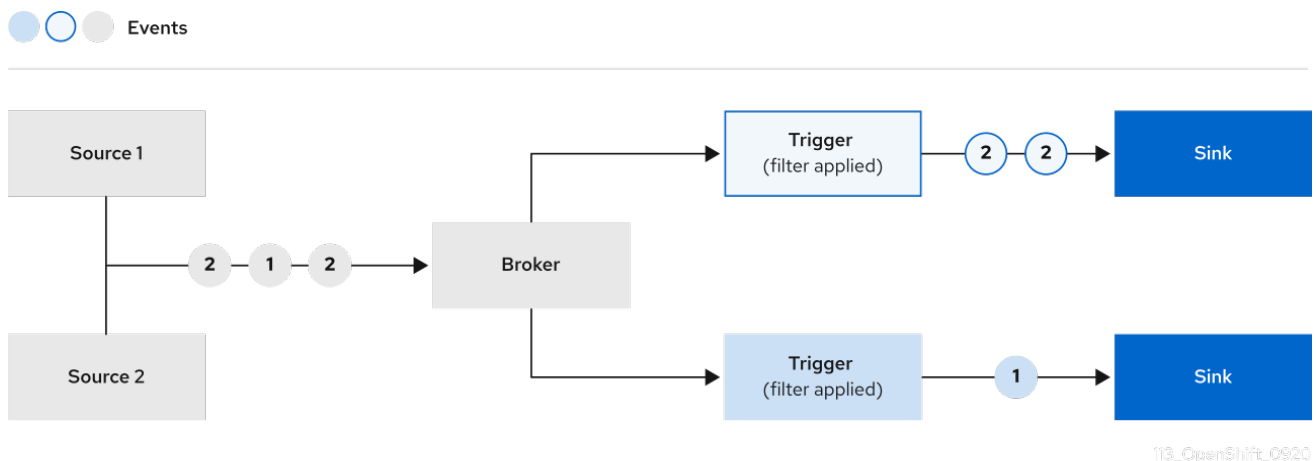 Events
Source 1
Trigger
(filter applied)
2
2
Sink
2
1
2
Broker
Source 2
Trigger
(filter applied)
1
Sink
113_OpenShift_0920